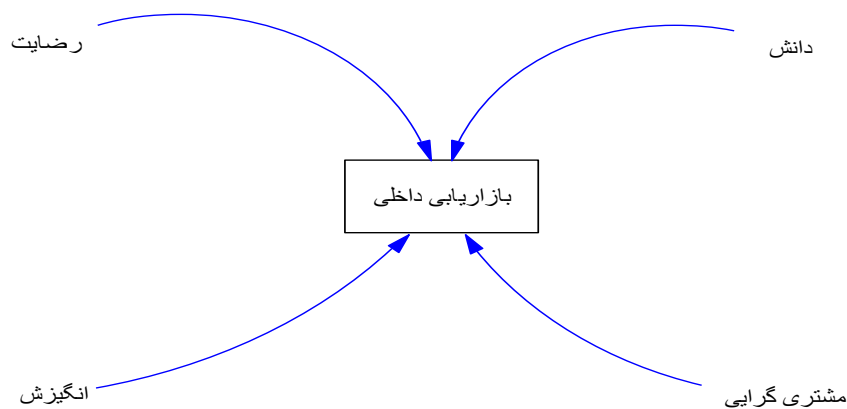 رضایت
دانش
بازاریابی داخلی
انگیزش
مشتری گرایی